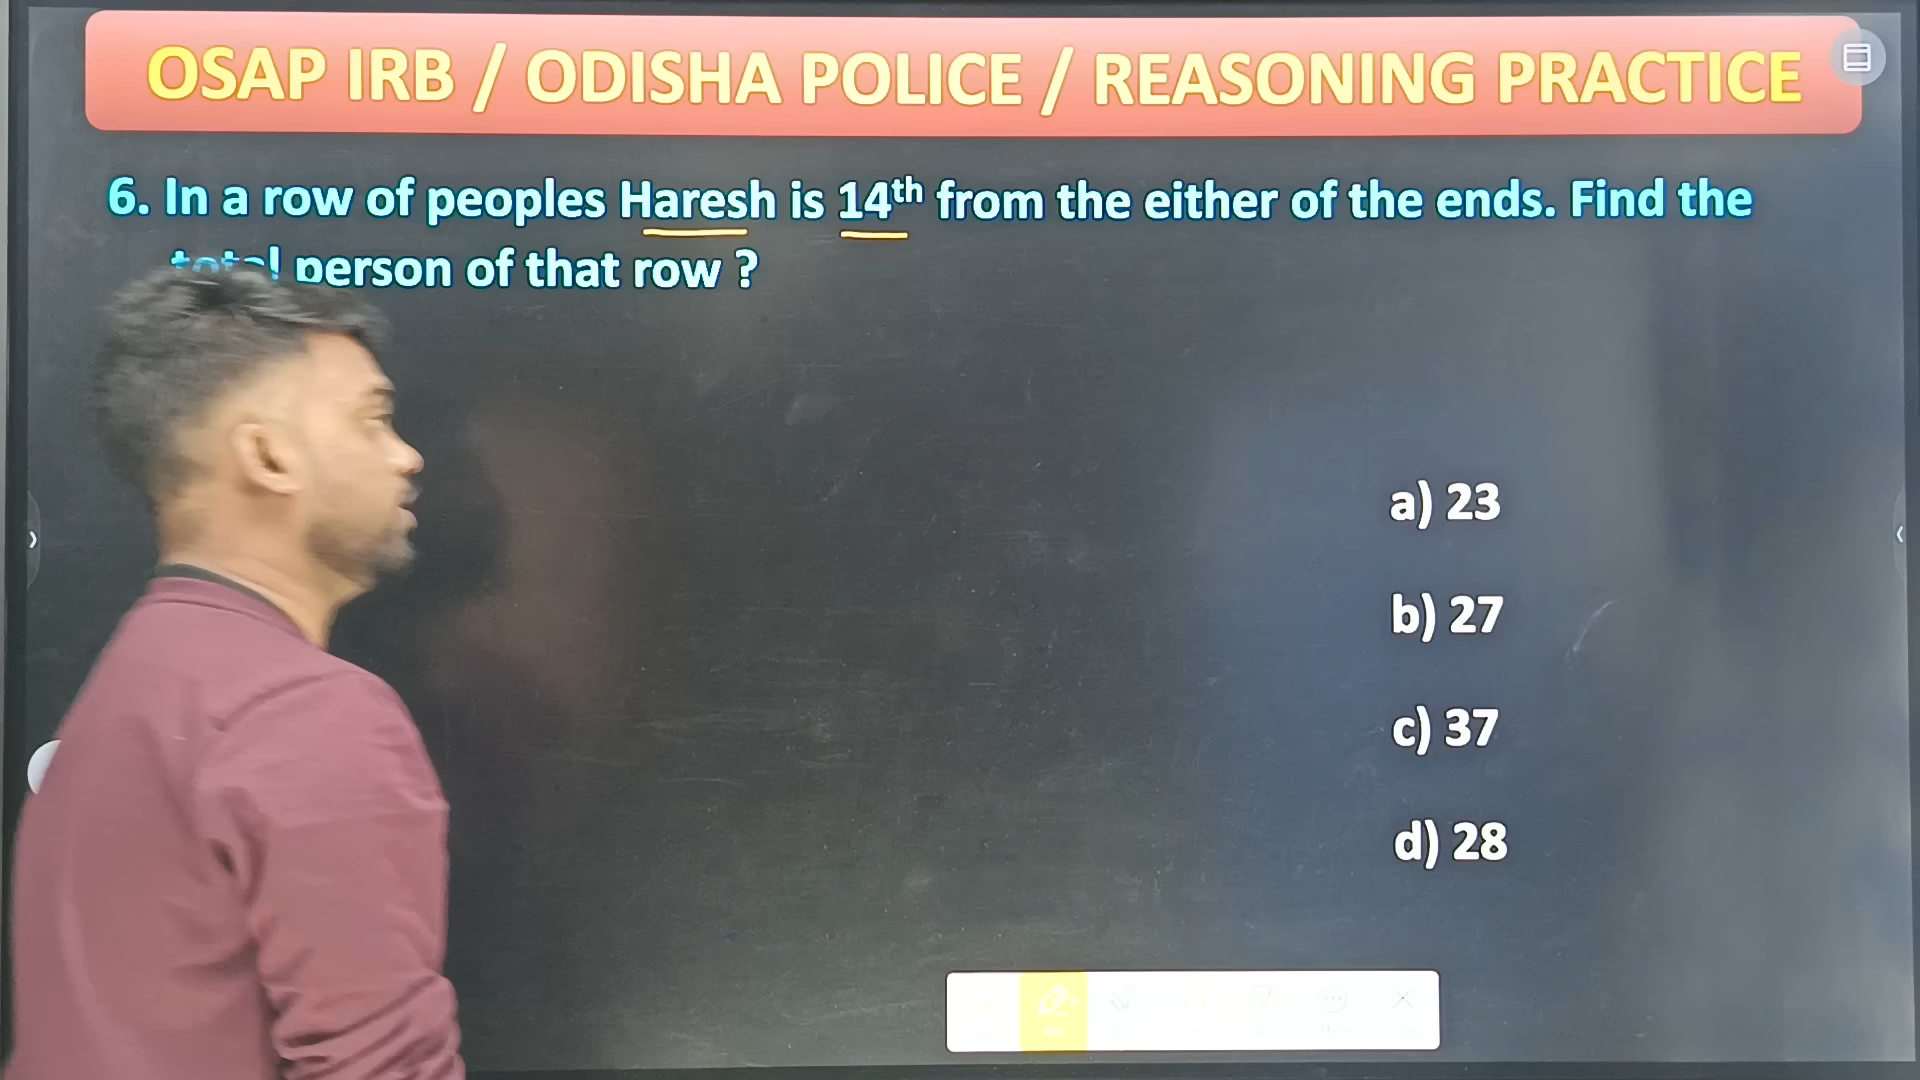 OSAP IRB / ODISHA POLICE / REASONING PRACTICE
6. In a row of peoples Haresh is 14th from the either of the ends. Find the
total person of that row ?
a) 23
b) 27
c) 37
d) 28